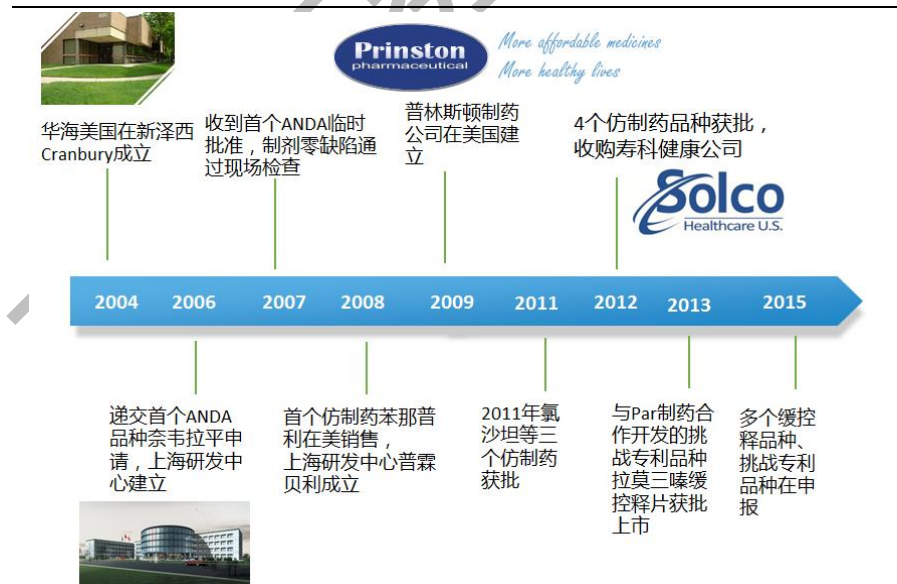 Prinston
pharmaceutical
More affordable medicines
More healthy lives
华海美国在新泽西
Cranbury成立
收到首个ANDA临时
批准，制剂零缺陷通
过现场检查
普林斯顿制药
公司在美国建
立
4个仿制药品种获批，
收购寿科健康公司
Solco
Healthcare U.S.
2004 2006 2007 2008 2009 2011 2012 2013 2015
递交首个ANDA
品种奈韦拉平申
请，上海研发中
心建立
首个仿制药苯那普
利在美销售，
上海研发中心普霖
贝利成立
2011年氯
沙坦等三
个仿制药
获批
与Par制药合
作开发的挑
战专利品种
拉莫三嗪缓
控释片获批
上市
多个缓控
释品种、
挑战专利
品种在申
报